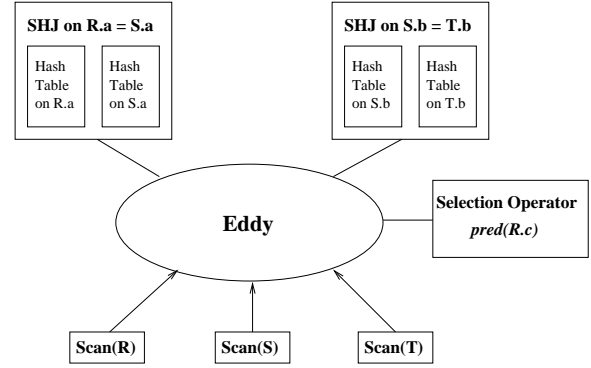 SHJ on R.a = S.a
Hash
Table
on R.a
Hash
Table
on S.a
SHJ on S.b = T.b
Hash
Table
on S.b
Hash
Table
on T.b
Eddy
Selection Operator
pred(R.c)
Scan(R)
Scan(S)
Scan(T)